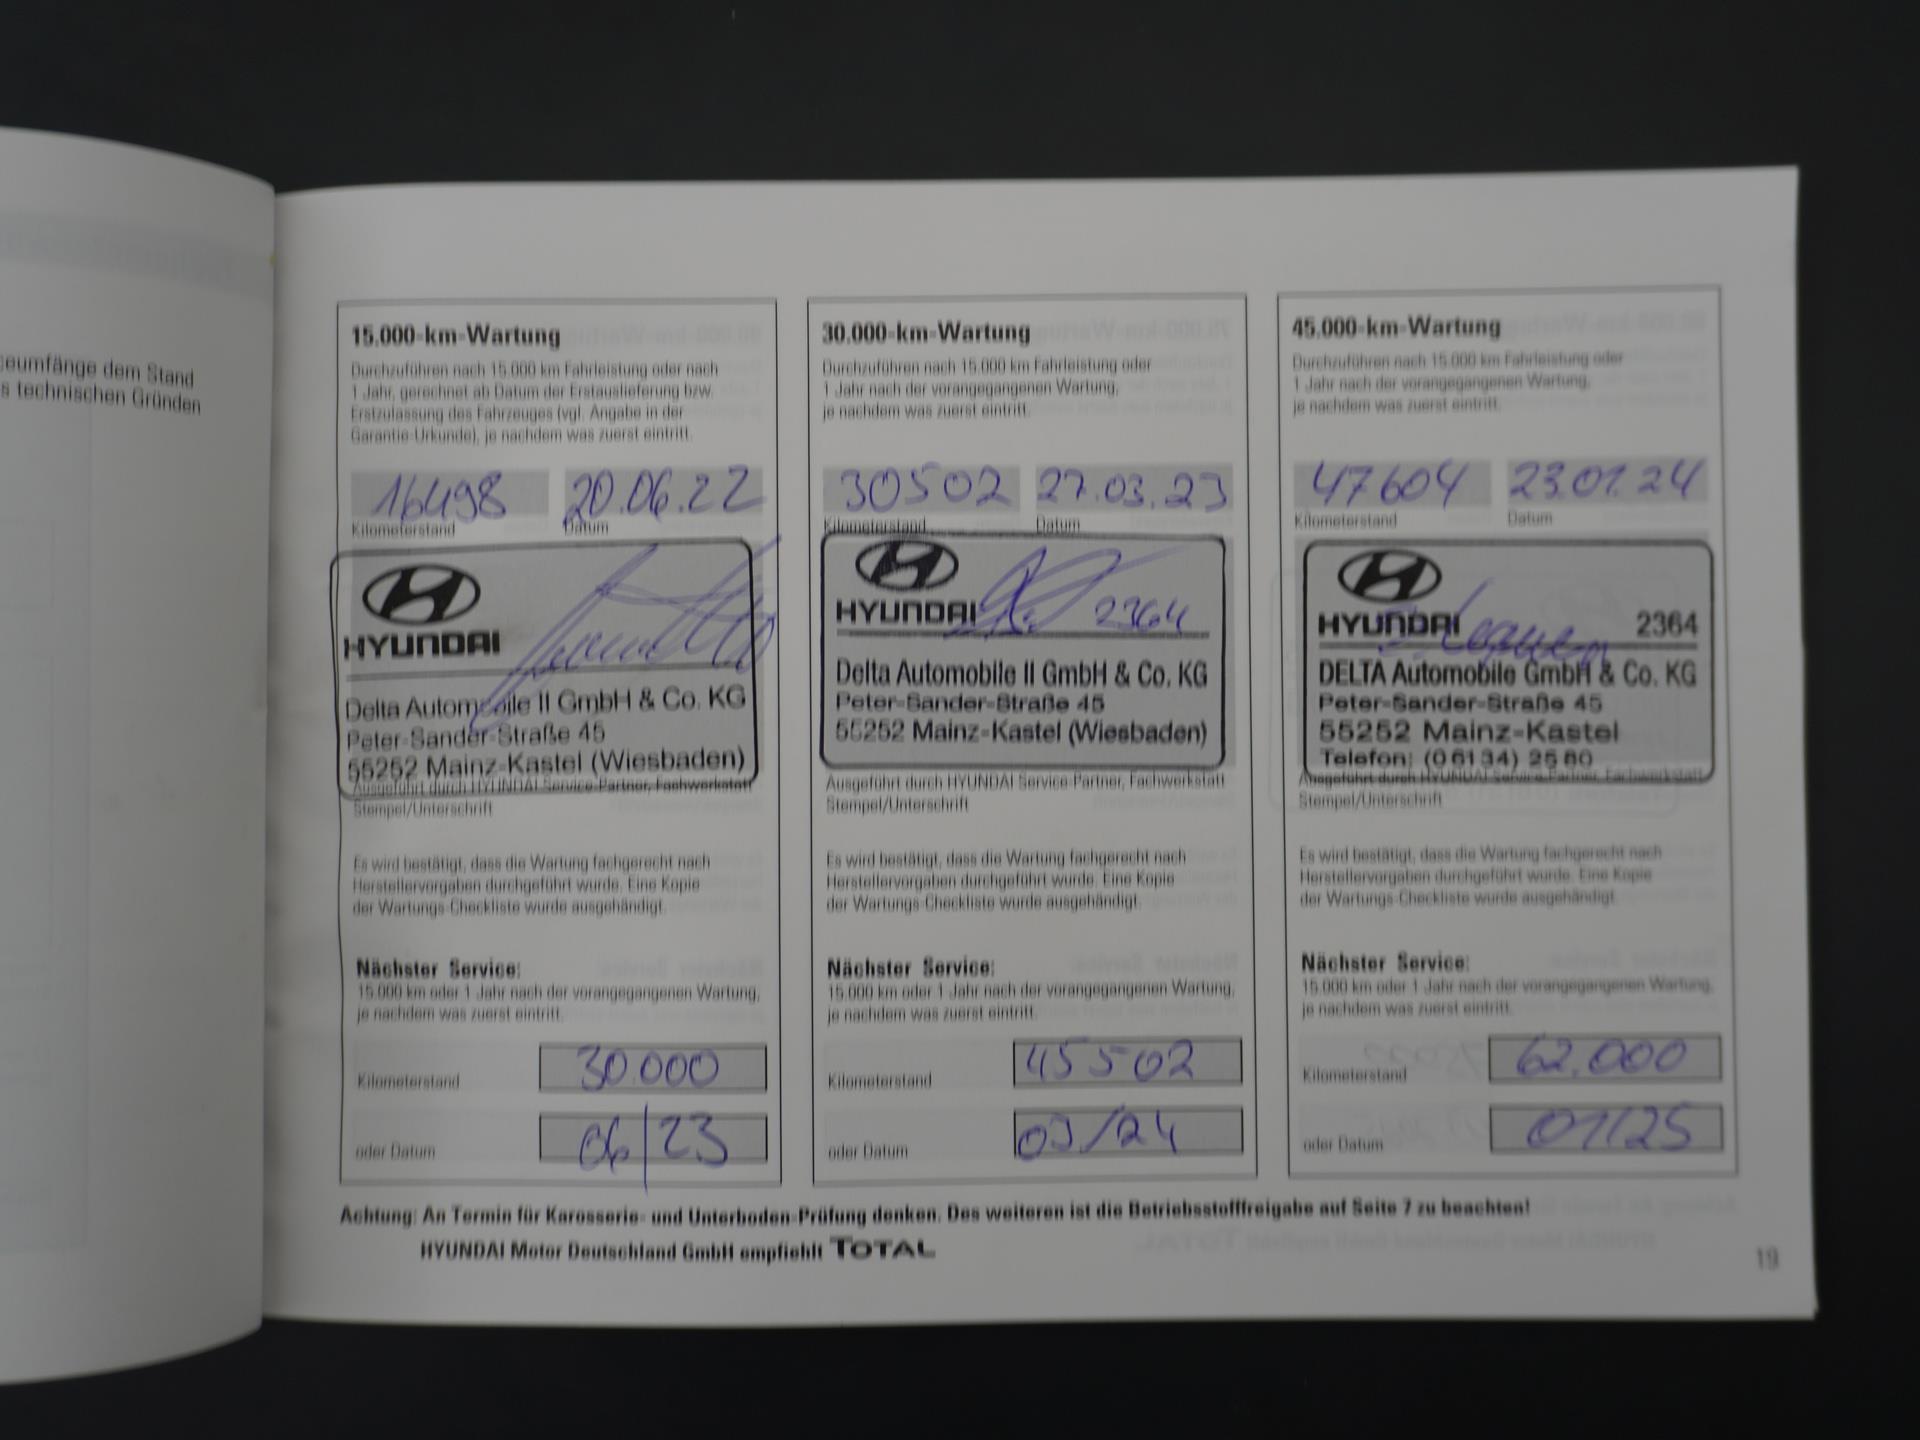 ceumfänge dem Stand
s technischen Gründen
15.000-km-Wartung
Durchzuführen nach 15.000 km Fahrleistung oder nach
1 Jahr, gerechnet ab Datum der Erstauslieferung bzw.
Erstzulassung des Fahrzeuges (vgl. Angabe in der
Garantie-Urkunde), je nachdem was zuerst eintritt.
16498 20.06.22
Kilometerstand Datum
HYUNDAI
Delta Automobile II GmbH & Co. KG
Peter-Sander-Straße 45
55252 Mainz-Kastel (Wiesbaden)
Ausgeführt durch HYUNDAI Service-Partner, Fachwerkstatt
Stempel/Unterschrift
Es wird bestätigt, dass die Wartung fachgerecht nach
Herstellervorgaben durchgeführt wurde. Eine Kopie
der Wartungs-Checkliste wurde ausgehändigt.
Nächster Service:
15.000 km oder 1 Jahr nach der vorangegangenen Wartung,
je nachdem was zuerst eintritt.
Kilometerstand 30.000
oder Datum 06/23
30.000-km-Wartung
Durchzuführen nach 15.000 km Fahrleistung oder
1 Jahr nach der vorangegangenen Wartung,
je nachdem was zuerst eintritt.
30502 27.03.23
Kilometerstand Datum
HYUNDAI 2364
Delta Automobile II GmbH & Co. KG
Peter-Sander-Straße 45
55252 Mainz-Kastel (Wiesbaden)
Ausgeführt durch HYUNDAI Service-Partner, Fachwerkstatt
Stempel/Unterschrift
Es wird bestätigt, dass die Wartung fachgerecht nach
Herstellervorgaben durchgeführt wurde. Eine Kopie
der Wartungs-Checkliste wurde ausgehändigt.
Nächster Service:
15.000 km oder 1 Jahr nach der vorangegangenen Wartung,
je nachdem was zuerst eintritt.
Kilometerstand 45502
oder Datum 03/24
45.000-km-Wartung
Durchzuführen nach 15.000 km Fahrleistung oder
1 Jahr nach der vorangegangenen Wartung,
je nachdem was zuerst eintritt.
47604 23.01.24
Kilometerstand Datum
HYUNDAI 2364
DELTA Automobile GmbH & Co. KG
Peter-Sander-Straße 45
55252 Mainz-Kastel
Telefon: (06134) 2580
Ausgeführt durch HYUNDAI Service-Partner, Fachwerkstatt
Stempel/Unterschrift
Es wird bestätigt, dass die Wartung fachgerecht nach
Herstellervorgaben durchgeführt wurde. Eine Kopie
der Wartungs-Checkliste wurde ausgehändigt.
Nächster Service:
15.000 km oder 1 Jahr nach der vorangegangenen Wartung,
je nachdem was zuerst eintritt.
Kilometerstand 62.000
oder Datum 01/25
Achtung: An Termin für Karosserie- und Unterboden-Prüfung denken. Des weiteren ist die Betriebsstofffreigabe auf Seite 7 zu beachten!
HYUNDAI Motor Deutschland GmbH empfiehlt TOTAL
19